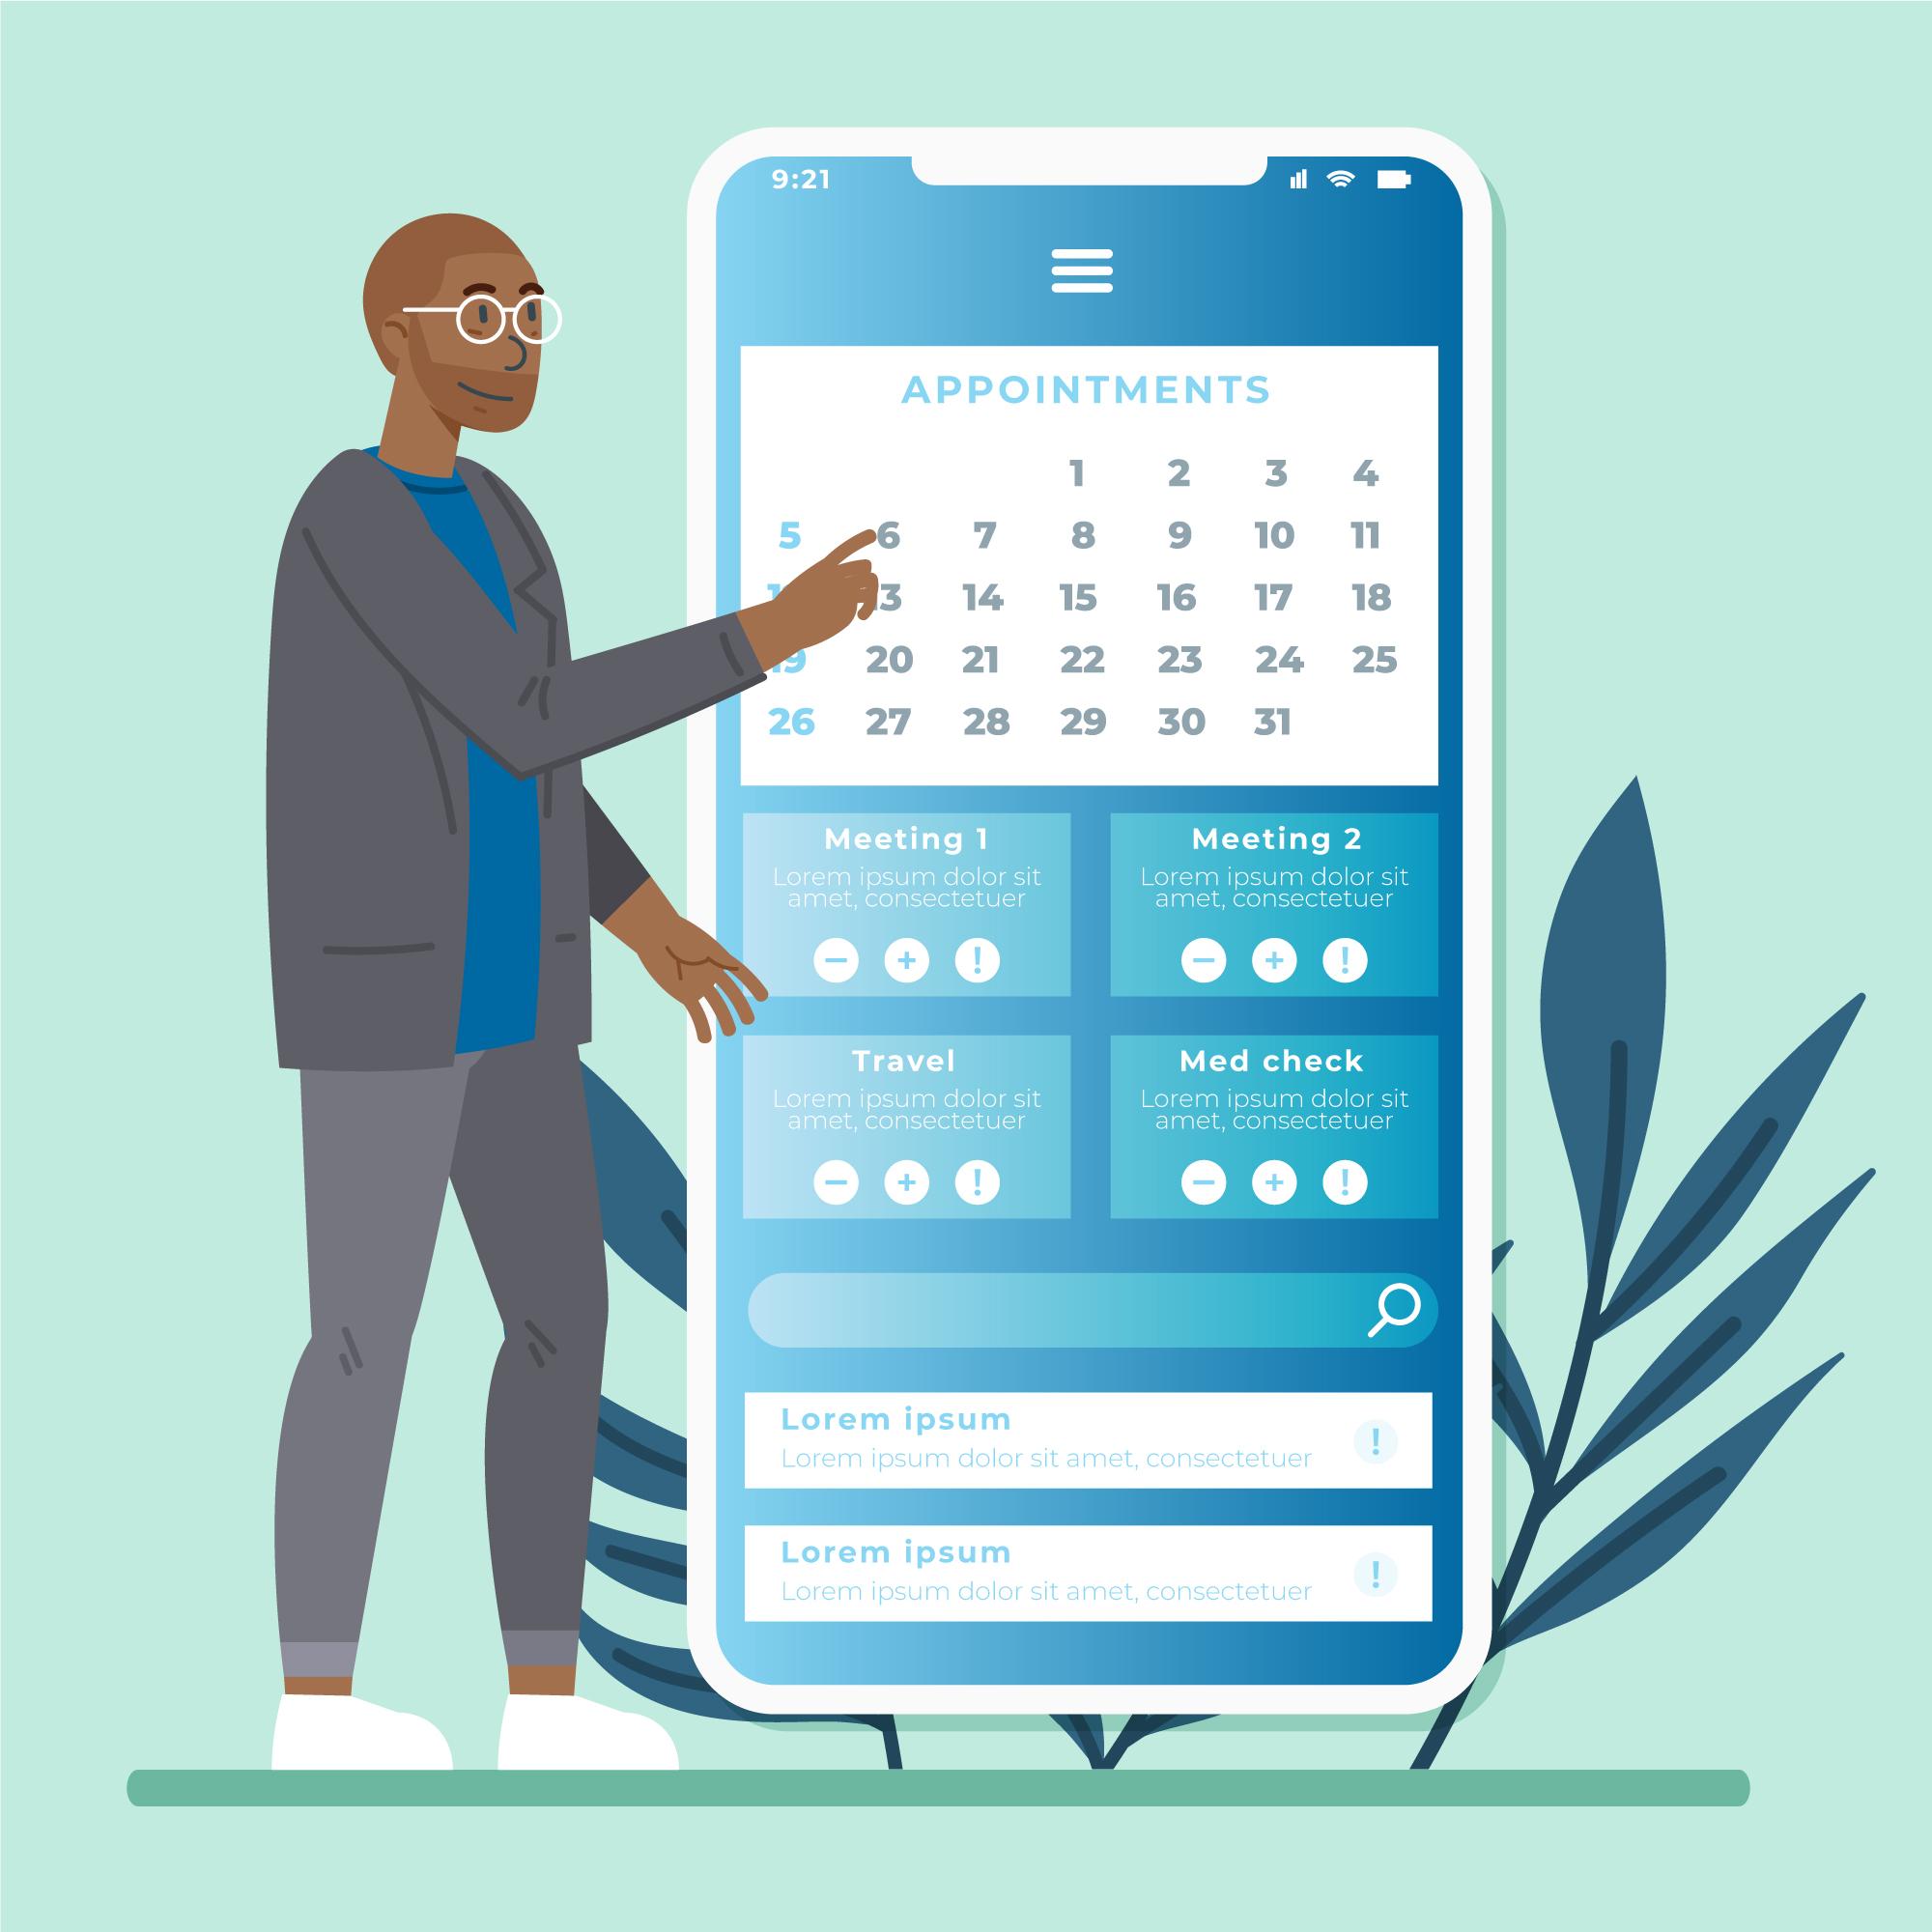 9:21
APPOINTMENTS
1 2 3 4
5 6 7 8 9 10 11
14 15 16 17 18
19 20 21 22 23 24 25
26 27 28 29 30 31
Meeting 1
Lorem ipsum dolor sit
amet, consectetuer
− + !
Meeting 2
Lorem ipsum dolor sit
amet, consectetuer
− + !
Travel
Lorem ipsum dolor sit
amet, consectetuer
− + !
Med check
Lorem ipsum dolor sit
amet, consectetuer
− + !
Lorem ipsum
Lorem ipsum dolor sit amet, consectetuer
!
Lorem ipsum
Lorem ipsum dolor sit amet, consectetuer
!